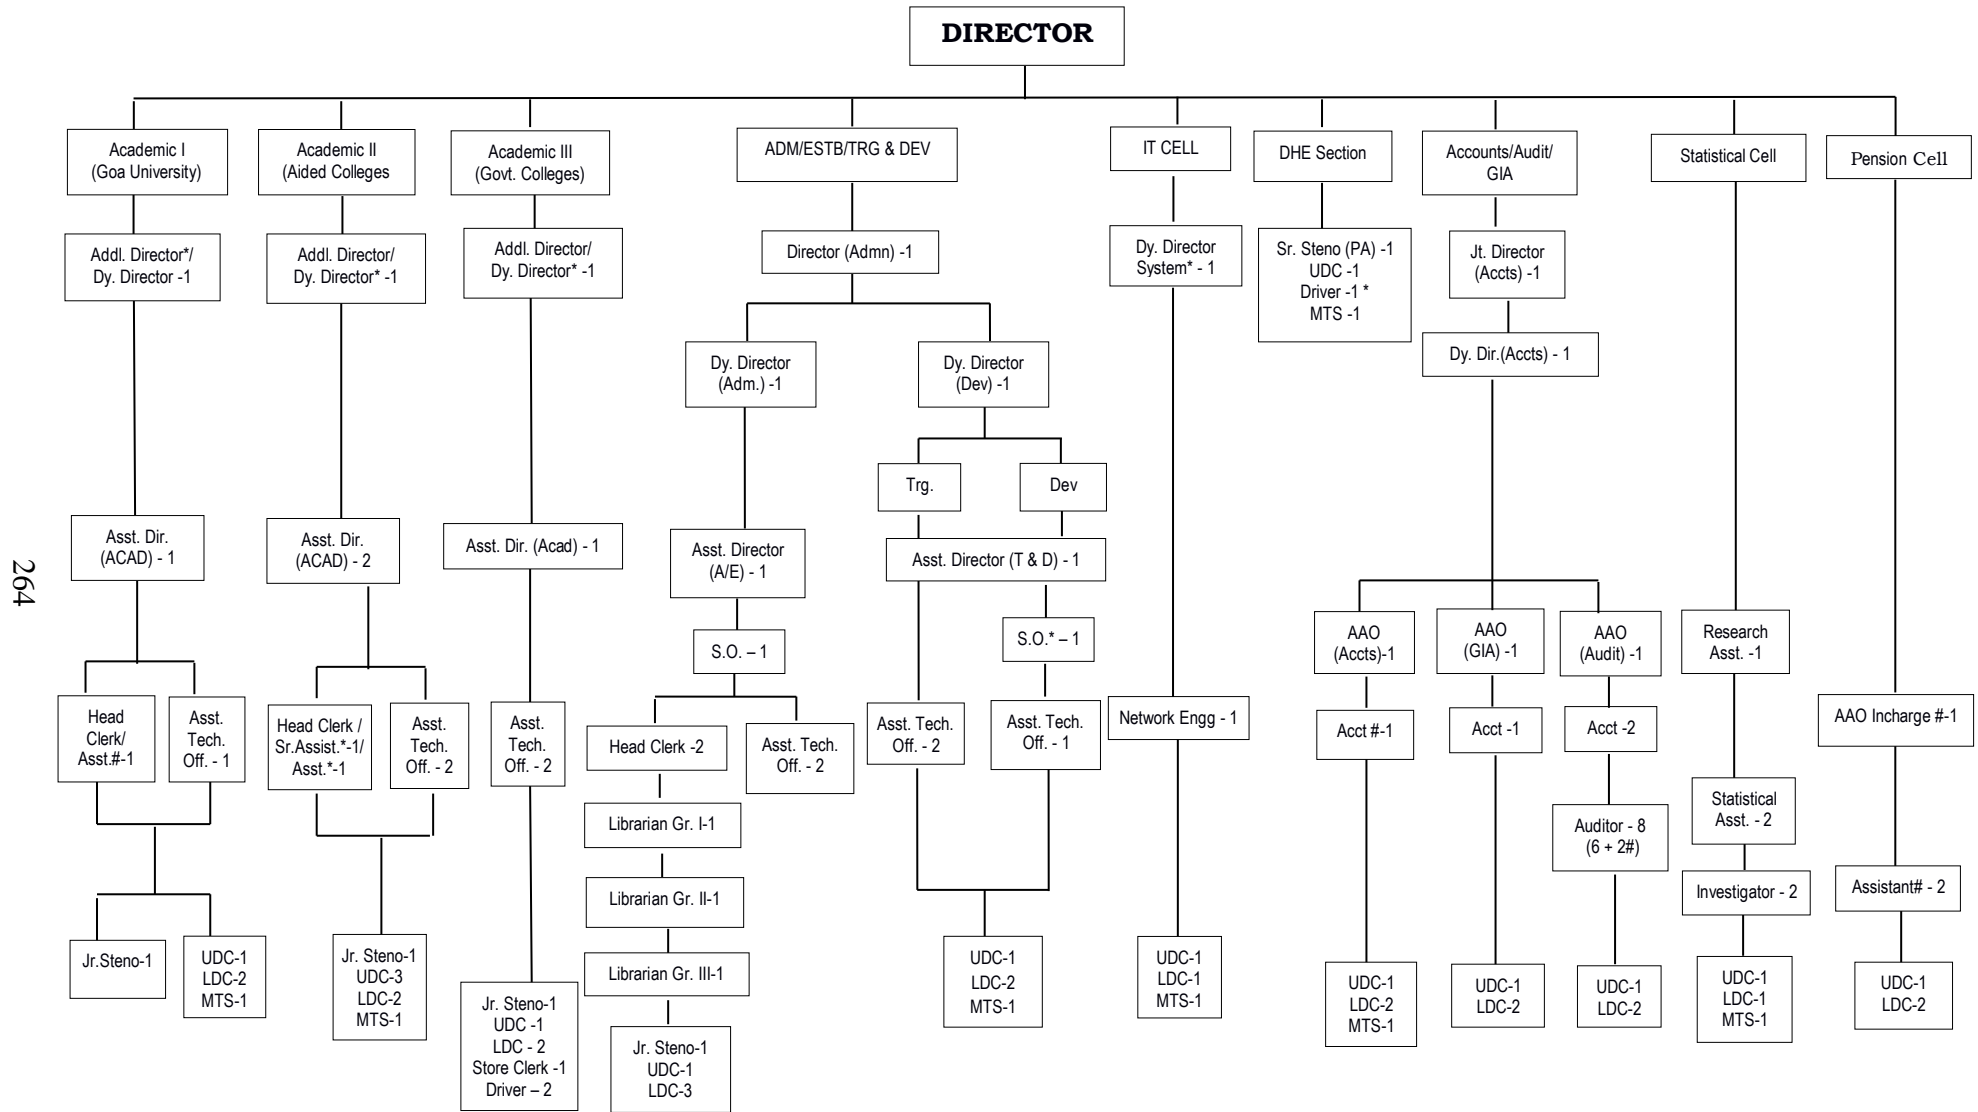 DIRECTOR
Academic I
(Goa University)
Academic II
(Aided Colleges
Academic III
(Govt. Colleges)
ADM/ESTB/TRG & DEV
IT CELL
DHE Section
Accounts/Audit/
GIA
Statistical Cell
Pension Cell
Addl. Director*/
Dy. Director -1
Addl. Director/
Dy. Director* -1
Addl. Director/
Dy. Director* -1
Director (Admn) -1
Dy. Director
System* - 1
Sr. Steno (PA) -1
UDC -1
Driver -1 *
MTS -1
Jt. Director
(Accts) -1
Dy. Dir.(Accts) - 1
Dy. Director
(Adm.) -1
Dy. Director
(Dev) -1
Trg.
Dev
Asst. Dir.
(ACAD) - 1
Asst. Dir.
(ACAD) - 2
Asst. Dir. (Acad) - 1
Asst. Director
(A/E) - 1
Asst. Director (T & D) - 1
264
S.O. – 1
S.O.* – 1
AAO
(Accts)-1
AAO
(GIA) -1
AAO
(Audit) -1
Research
Asst. -1
Head
Clerk/
Asst.#-1
Asst.
Tech.
Off. - 1
Head Clerk /
Sr.Assist.*-1/
Asst.*-1
Asst.
Tech.
Off. - 2
Asst.
Tech.
Off. - 2
Head Clerk -2
Asst. Tech.
Off. - 2
Asst. Tech.
Off. - 2
Asst. Tech.
Off. - 1
Network Engg - 1
Acct #-1
Acct -1
Acct -2
AAO Incharge #-1
Librarian Gr. I-1
Auditor - 8
(6 + 2#)
Statistical
Asst. - 2
Librarian Gr. II-1
Investigator - 2
Assistant# - 2
Librarian Gr. III-1
Jr.Steno-1
UDC-1
LDC-2
MTS-1
Jr. Steno-1
UDC-3
LDC-2
MTS-1
Jr. Steno-1
UDC -1
LDC - 2
Store Clerk -1
Driver – 2
Jr. Steno-1
UDC-1
LDC-3
UDC-1
LDC-2
MTS-1
UDC-1
LDC-1
MTS-1
UDC-1
LDC-2
MTS-1
UDC-1
LDC-2
UDC-1
LDC-2
UDC-1
LDC-1
MTS-1
UDC-1
LDC-2